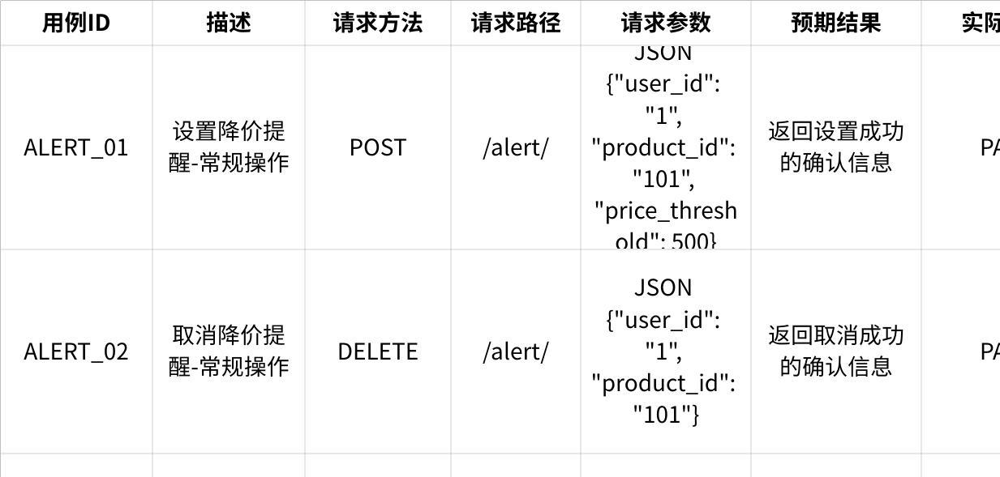 用例ID
描述
请求方法
请求路径
请求参数
预期结果
实际
ALERT_01
设置降价提
醒-常规操作
POST
/alert/
JSON
{"user_id":
"1",
"product_id":
"101",
"price_thresh
old": 500}
返回设置成功
的确认信息
PA
ALERT_02
取消降价提
醒-常规操作
DELETE
/alert/
JSON
{"user_id":
"1",
"product_id":
"101"}
返回取消成功
的确认信息
PA